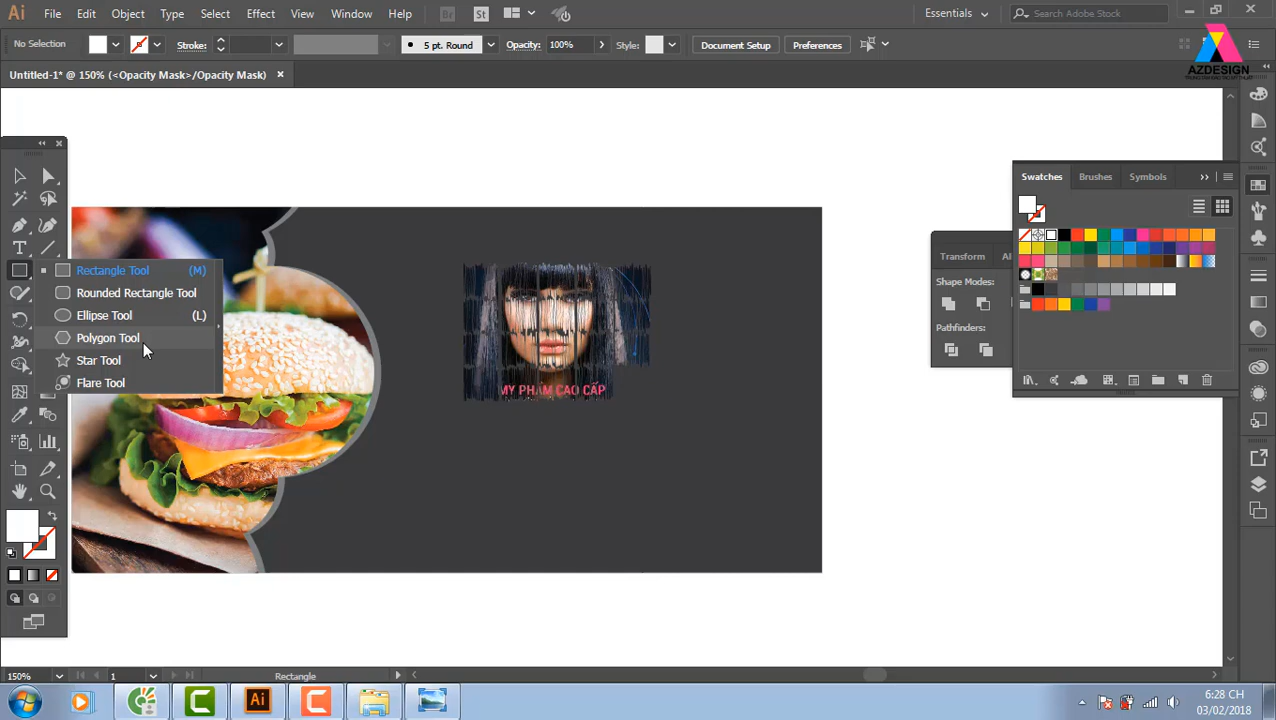 Ai File Edit Object Type Select Effect View Window Help Br St Essentials Search Adobe Stock
No Selection Stroke: 5 pt. Round Opacity: 100% Style: Document Setup Preferences
AZDESIGN
Untitled-1* @ 150% (<Opacity Mask>/Opacity Mask)
Swatches Brushes Symbols
Transform
Shape Modes:
Pathfinders:
Rectangle Tool (M)
Rounded Rectangle Tool
Ellipse Tool (L)
Polygon Tool
Star Tool
Flare Tool
MỸ PHẨM CAO CẤP
150% 1 Rectangle
Ai
6:28 CH
03/02/2018